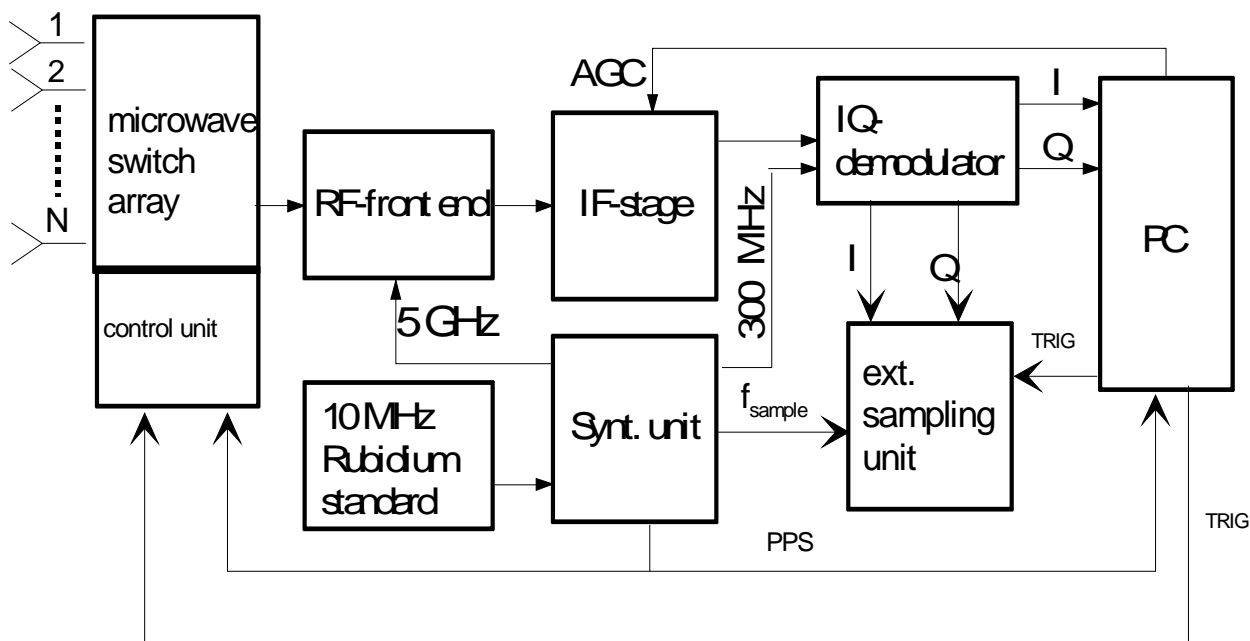 1
2
N
microwave
switch
array
control unit
RF-front end
5 GHz
10 MHz
Rubidium
standard
AGC
IF-stage
Synt. unit
300 MHz
f sample
IQ-
demodulator
I
Q
I
Q
ext.
sampling
unit
TRIG
PC
PPS
TRIG